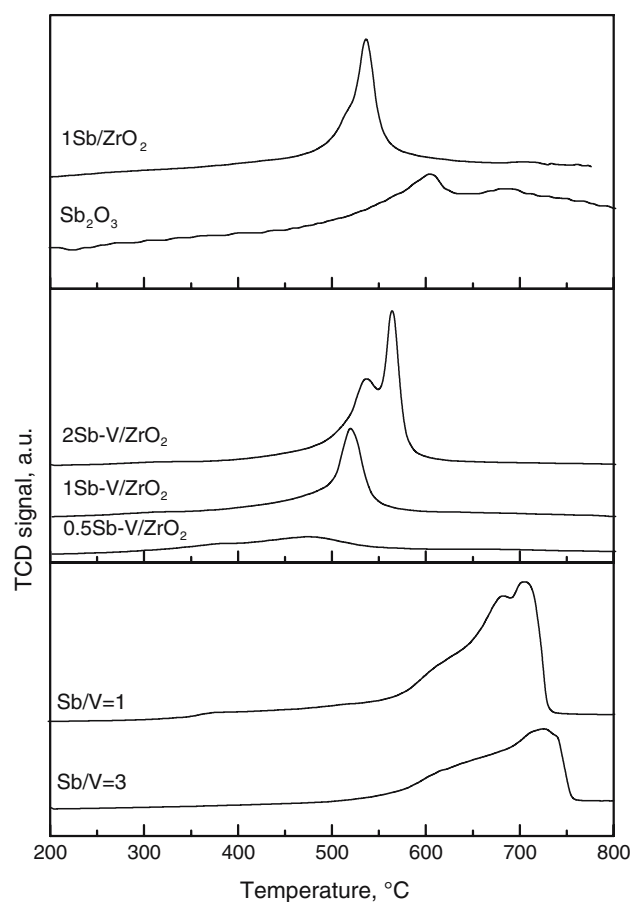 1Sb/ZrO₂
Sb₂O₃
2Sb-V/ZrO₂
1Sb-V/ZrO₂
0.5Sb-V/ZrO₂
TCD signal, a.u.
Sb/V=1
Sb/V=3
200 300 400 500 600 700 800
Temperature, °C